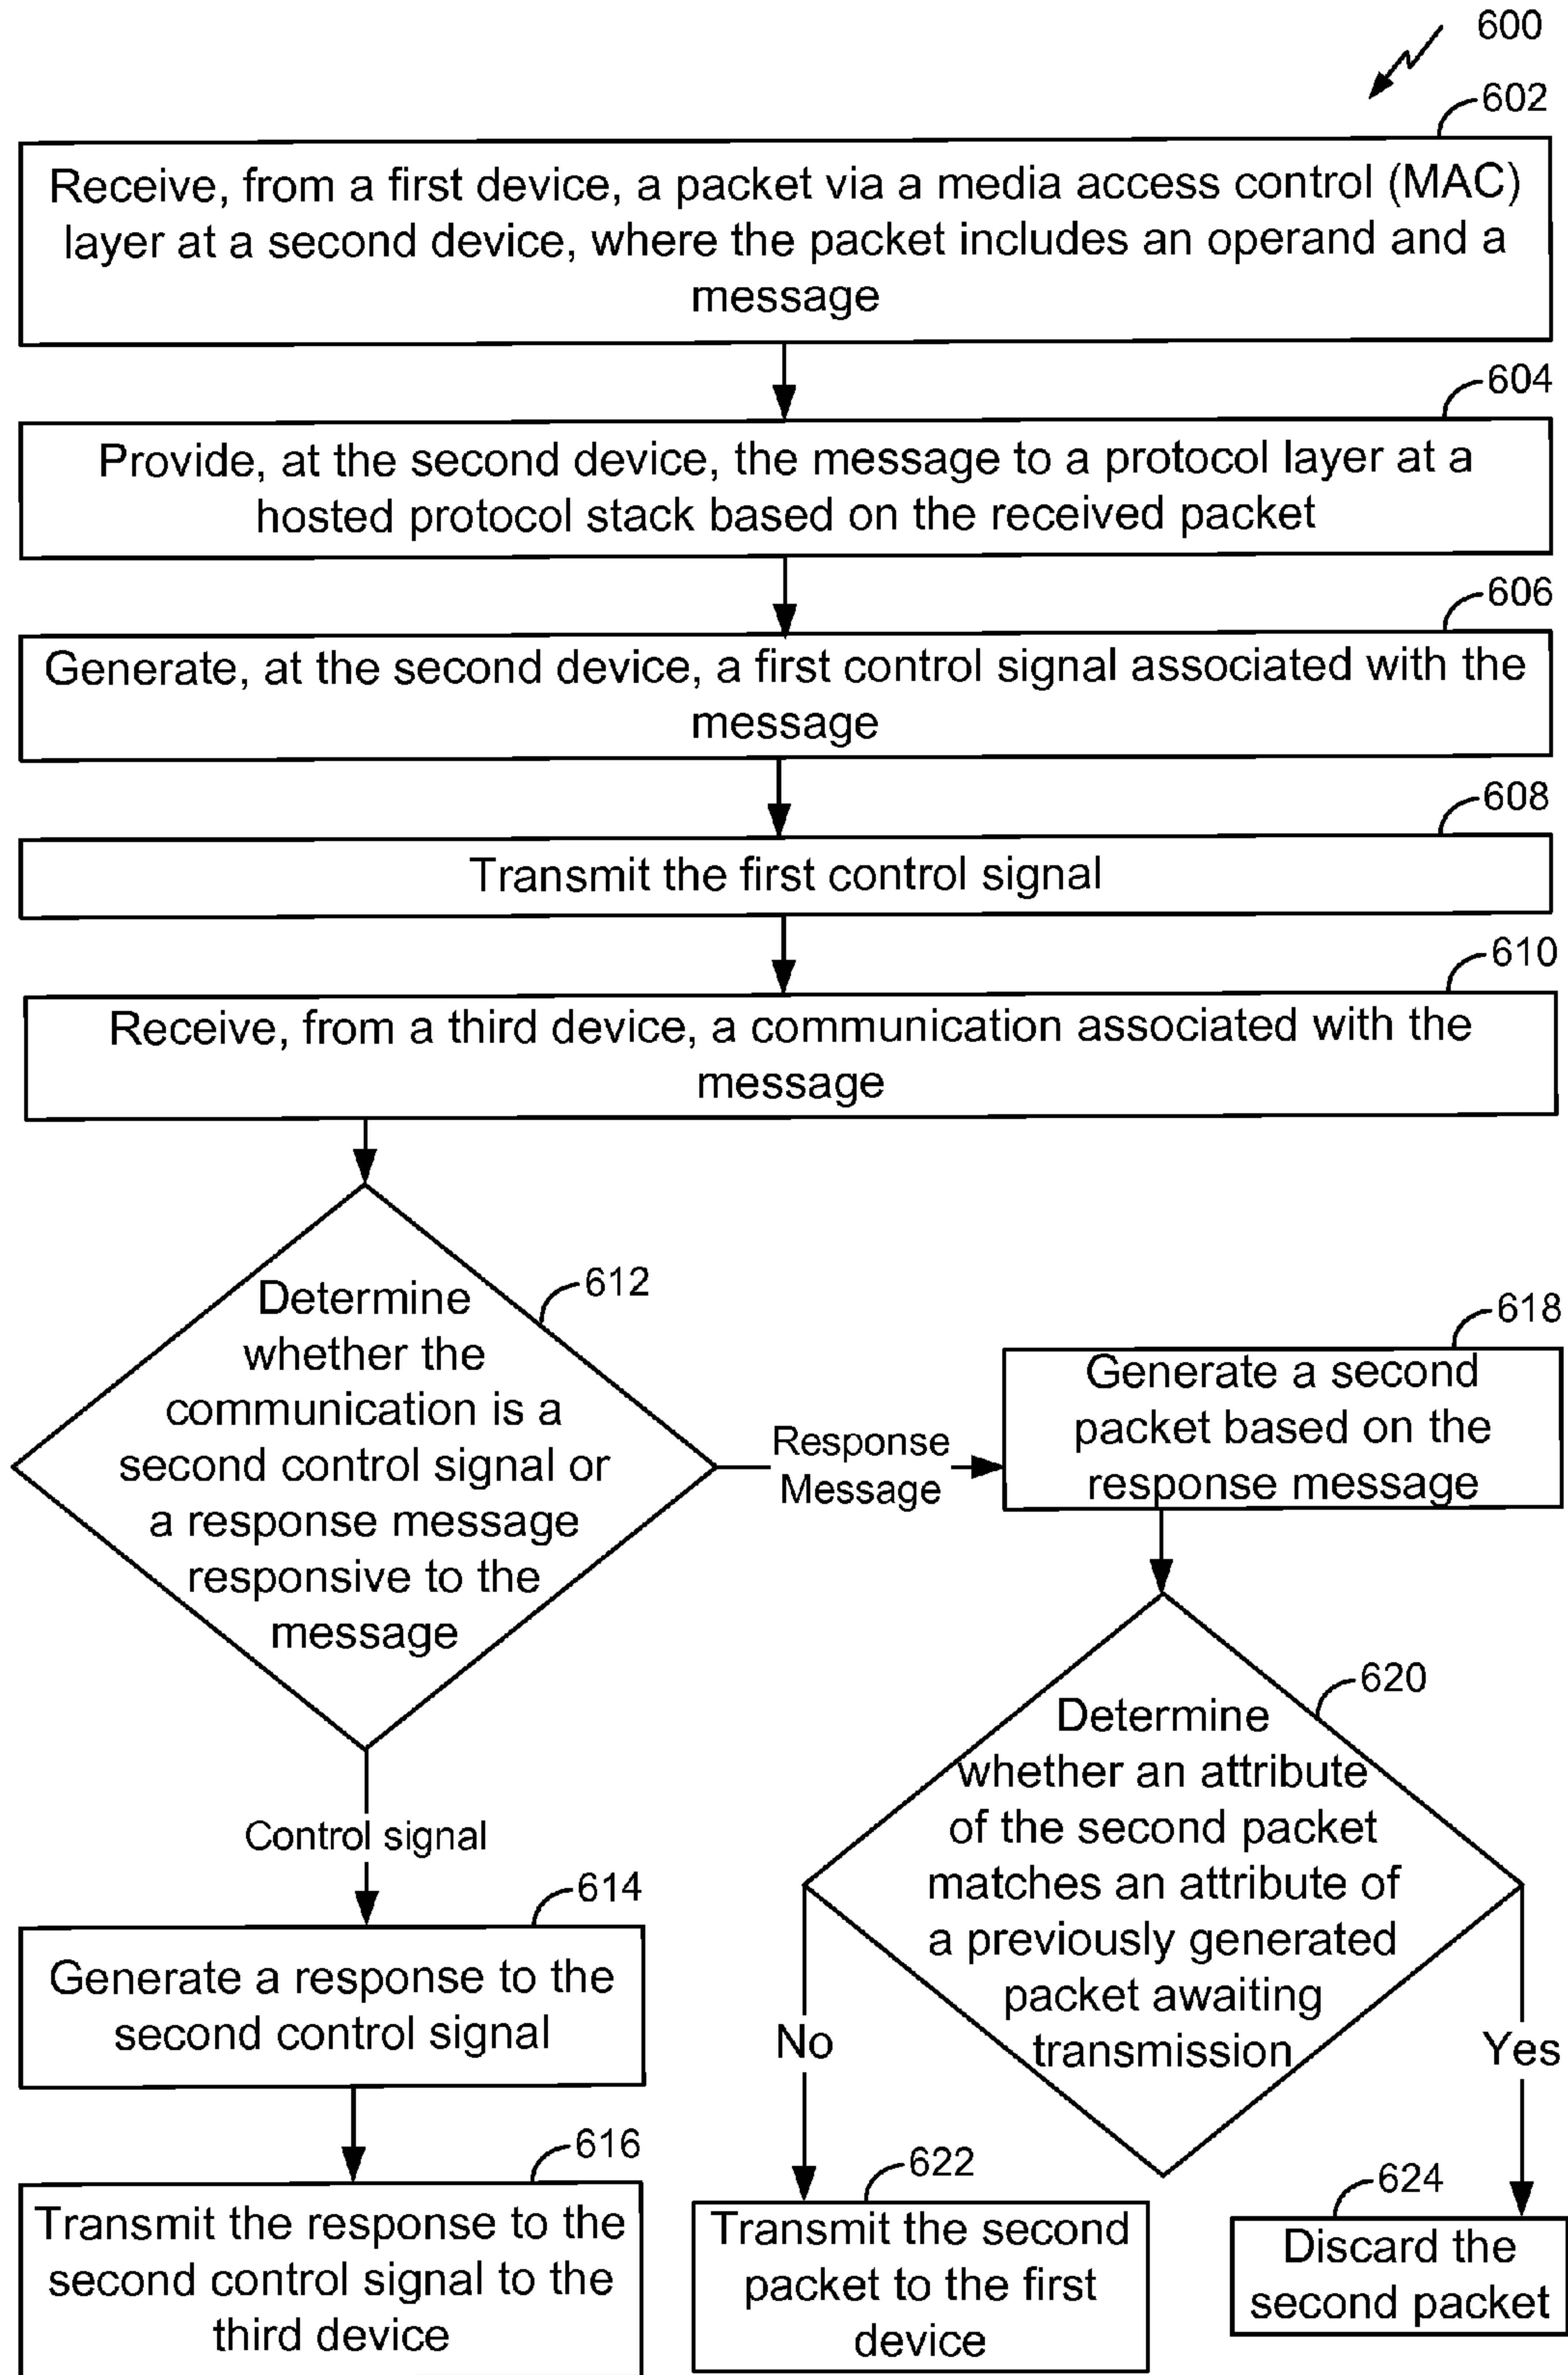 600
602
Receive, from a first device, a packet via a media access control (MAC)
layer at a second device, where the packet includes an operand and a
message
604
Provide, at the second device, the message to a protocol layer at a
hosted protocol stack based on the received packet
606
Generate, at the second device, a first control signal associated with the
message
608
Transmit the first control signal
610
Receive, from a third device, a communication associated with the
message
612
Determine
whether the
communication is a
second control signal or
a response message
responsive to the
message
Response
Message
618
Generate a second
packet based on the
response message
Control signal
614
Generate a response to the
second control signal
616
Transmit the response to the
second control signal to the
third device
620
Determine
whether an attribute
of the second packet
matches an attribute of
a previously generated
packet awaiting
transmission
No
Yes
622
Transmit the second
packet to the first
device
624
Discard the
second packet